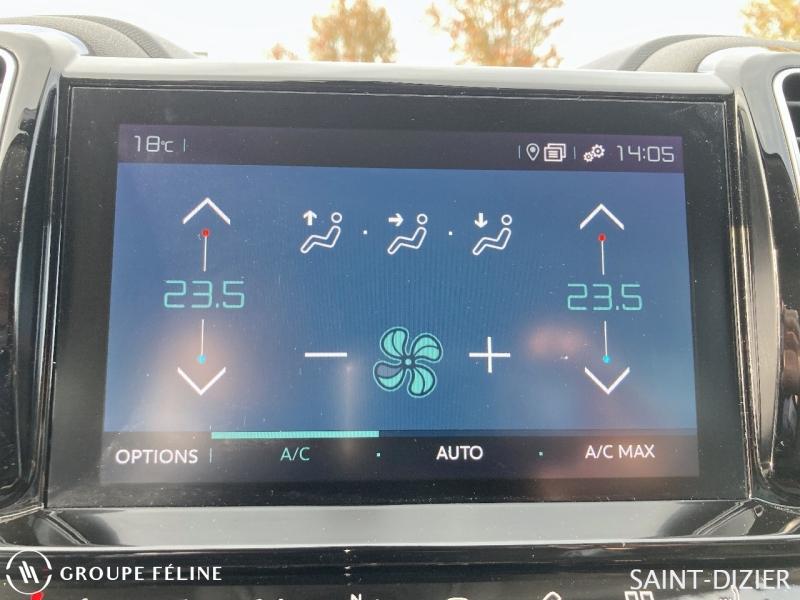 18°C
14:05
23.5
23.5
OPTIONS A/C AUTO A/C MAX
GROUPE FÉLINE
SAINT-DIZIER